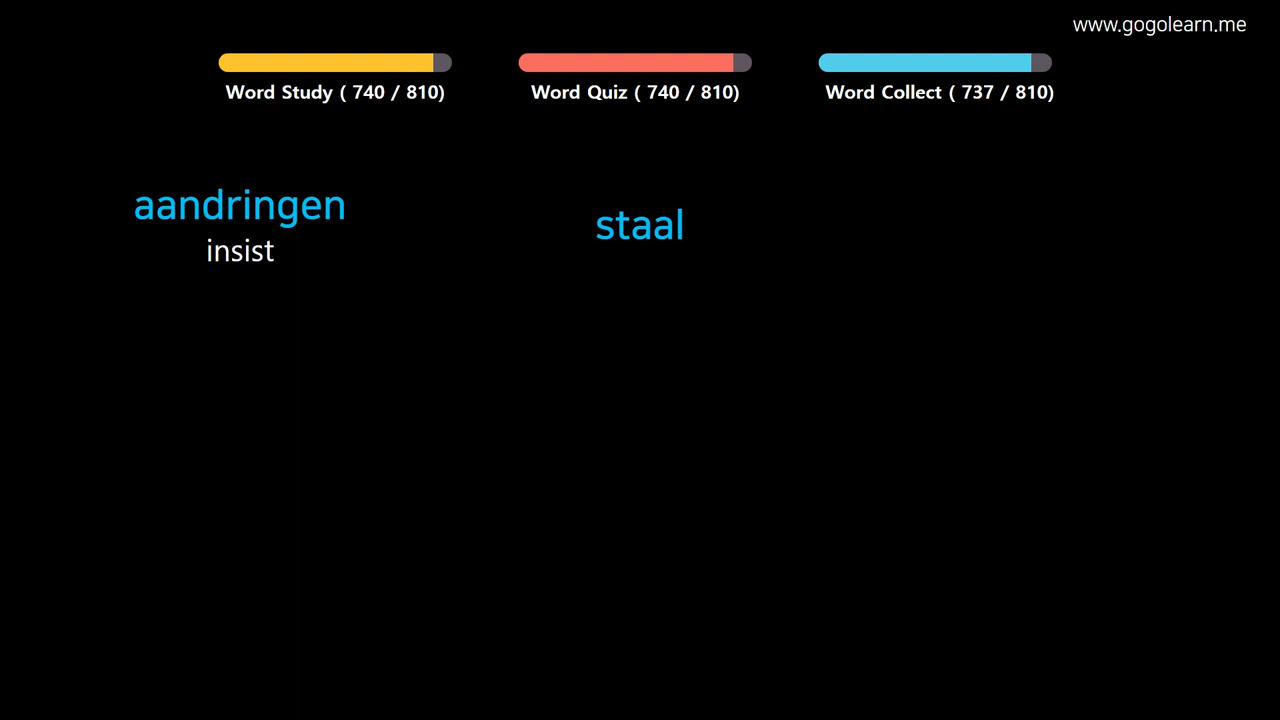 www.gogolearn.me
Word Study ( 740 / 810)
Word Quiz ( 740 / 810)
Word Collect ( 737 / 810)
aandringen
insist
staal